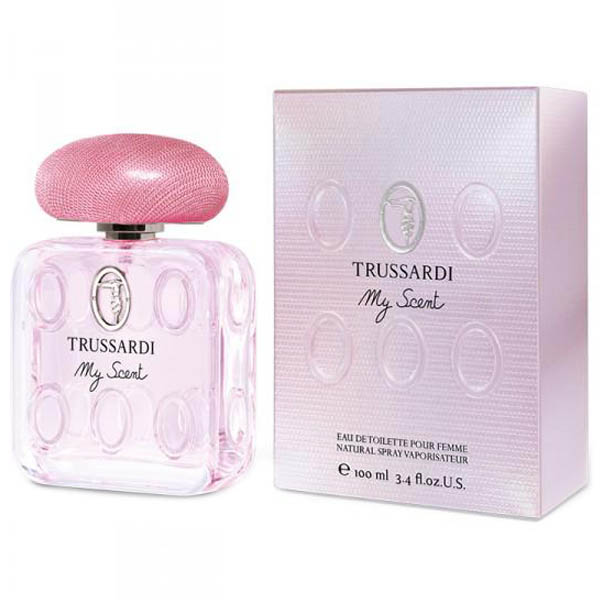 TRUSSARDI
My Scent
TRUSSARDI
My Scent
EAU DE TOILETTE POUR FEMME
NATURAL SPRAY VAPORISATEUR
℮ 100 ml 3.4 fl.oz.U.S.